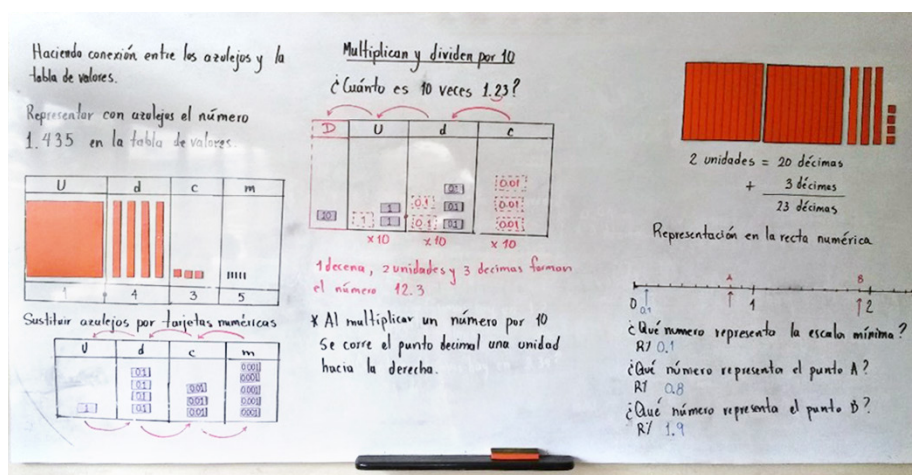 Haciendo conexión entre los azulejos y la
tabla de valores.
Representar con azulejos el número
1.435 en la tabla de valores.
U d c m
1 4 3 5
Sustituir azulejos por tarjetas numéricas
U d c m
0.001
0.1 0.001
0.1 0.01 0.001
0.1 0.01 0.001
1 0.1 0.01 0.001
Multiplican y dividen por 10
¿Cuánto es 10 veces 1.23?
D U d c
0.1 0.01
1 0.1 0.1 0.01
10 1 1 0.1 0.1 0.01
x 10 x 10 x 10
1 decena, 2 unidades y 3 decimas forman
el número 12.3
* Al multiplicar un número por 10
se corre el punto decimal una unidad
hacia la derecha.
2 unidades = 20 décimas
+ 3 décimas
23 décimas
Representación en la recta numérica
A B
0 1 2
0.1
¿Qué numero representa la escala mínima?
R/ 0.1
¿Qué número representa el punto A?
R/ 0.8
¿Qué número representa el punto B?
R/ 1.9